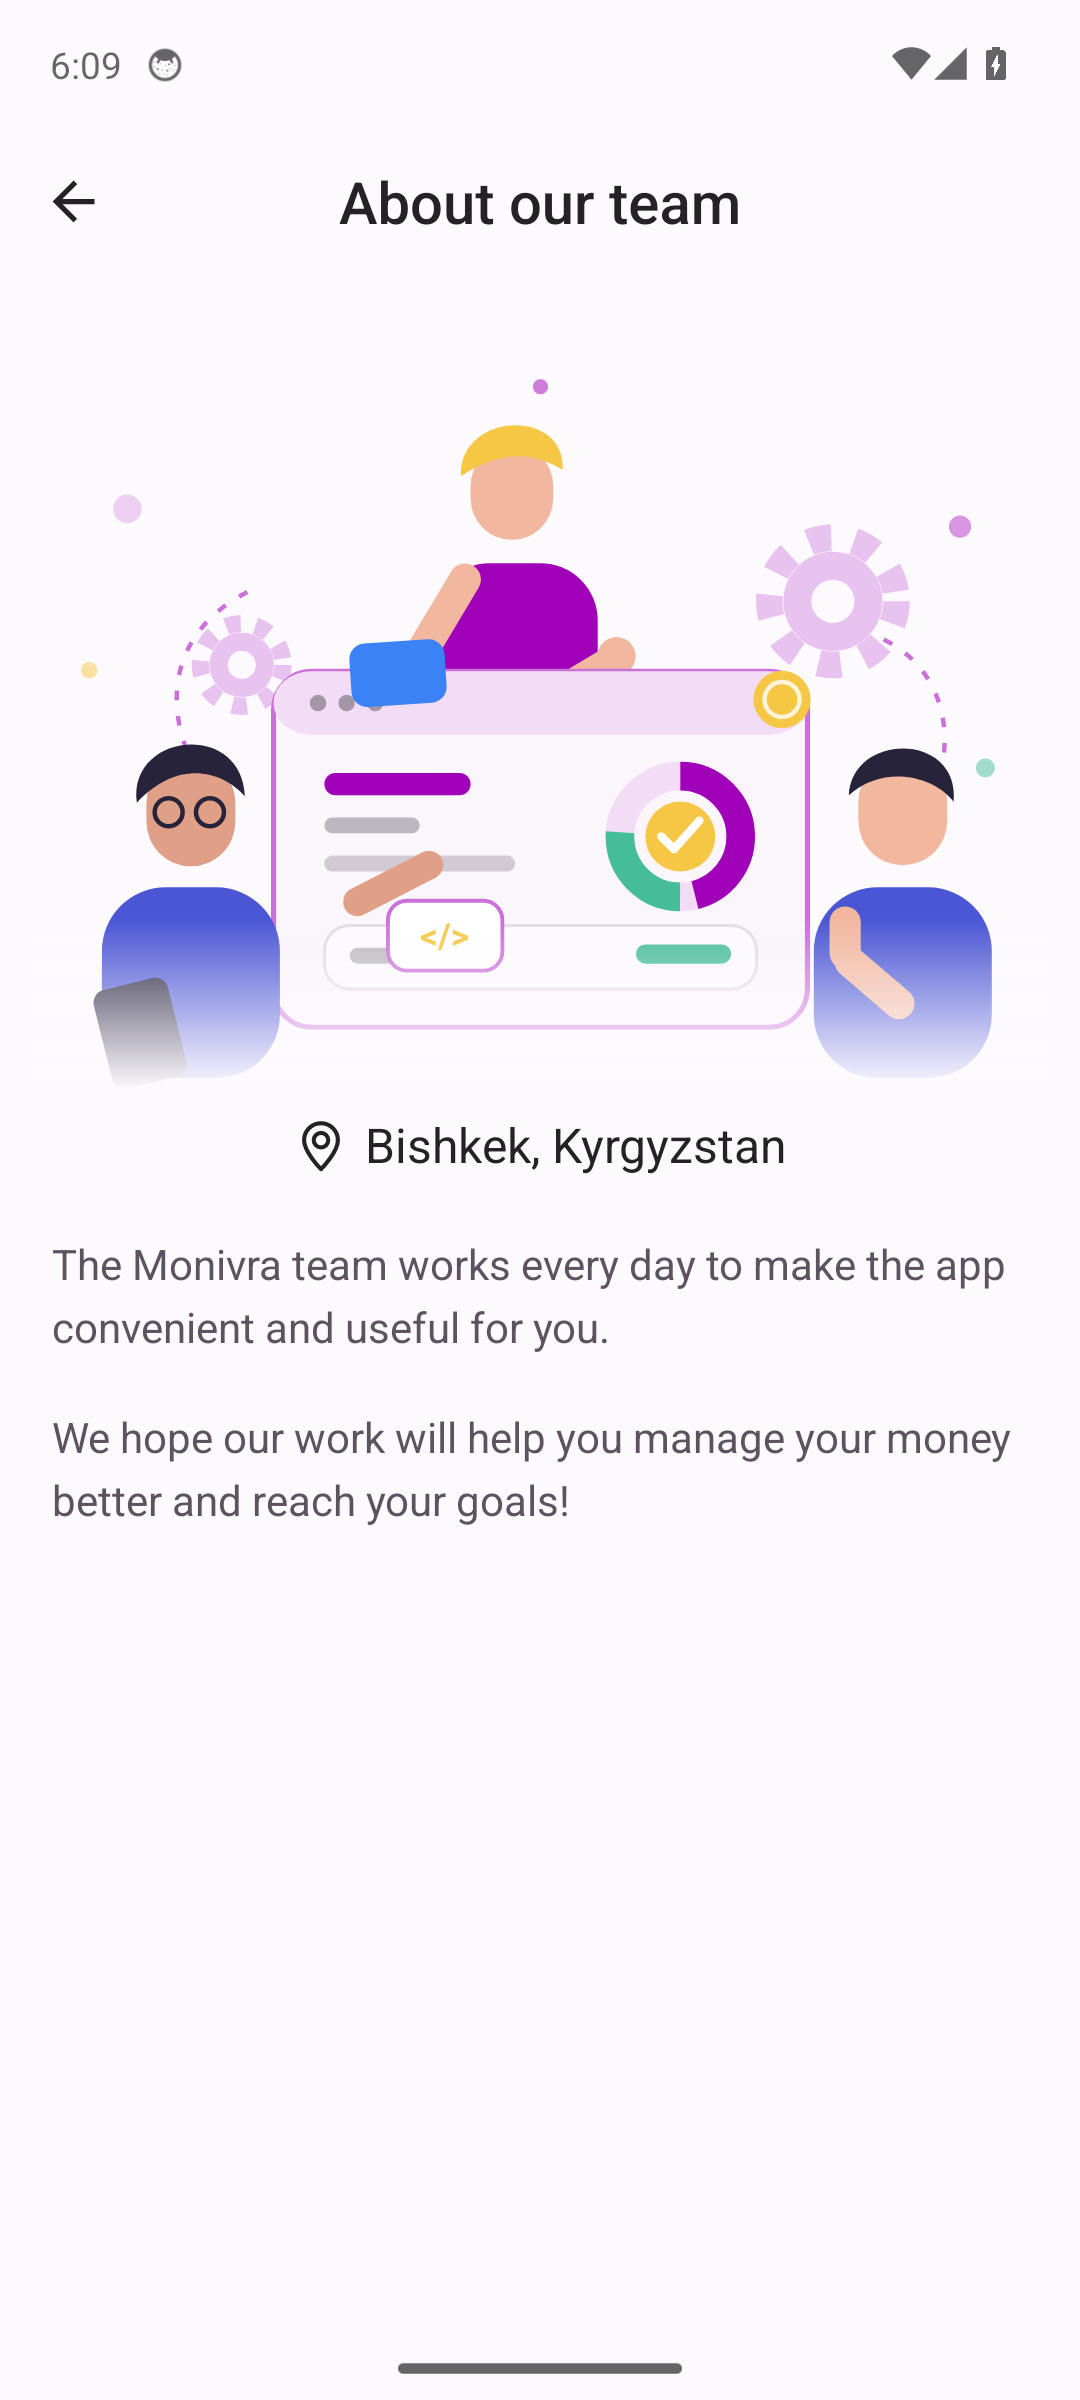 6:09
About our team
</>
Bishkek, Kyrgyzstan
The Monivra team works every day to make the app
convenient and useful for you.
We hope our work will help you manage your money
better and reach your goals!